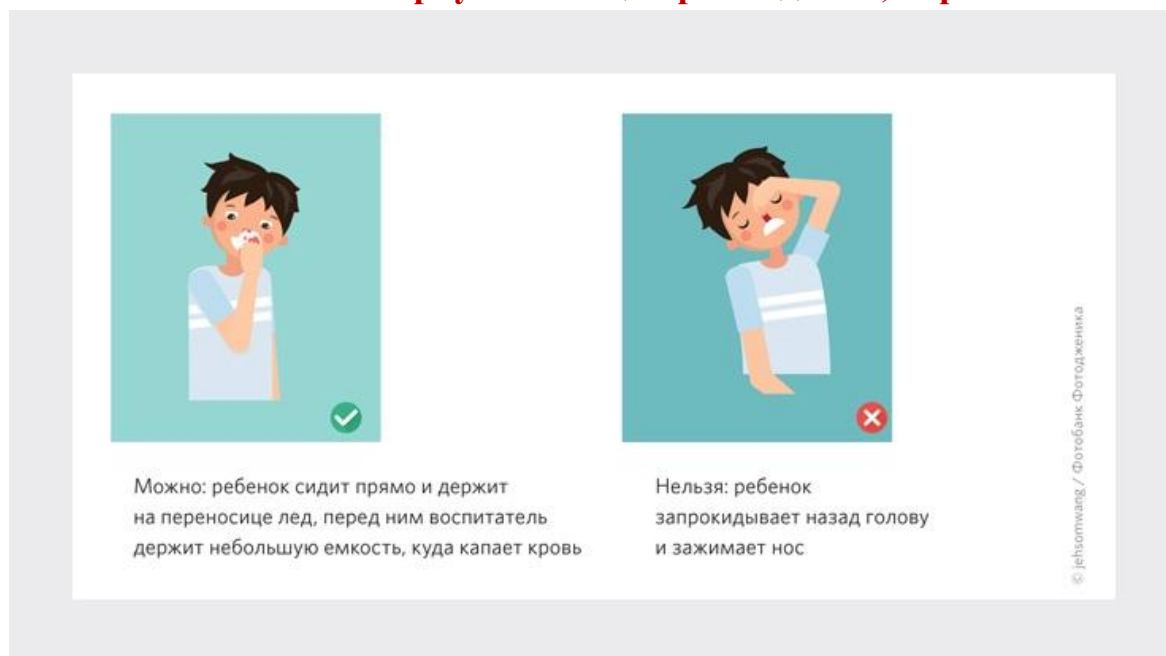 Можно: ребенок сидит прямо и держит
на переносице лед, перед ним воспитатель
держит небольшую емкость, куда капает кровь
Нельзя: ребенок
запрокидывает назад голову
и зажимает нос
© jehsomwang / Фотобанк Фотодженика